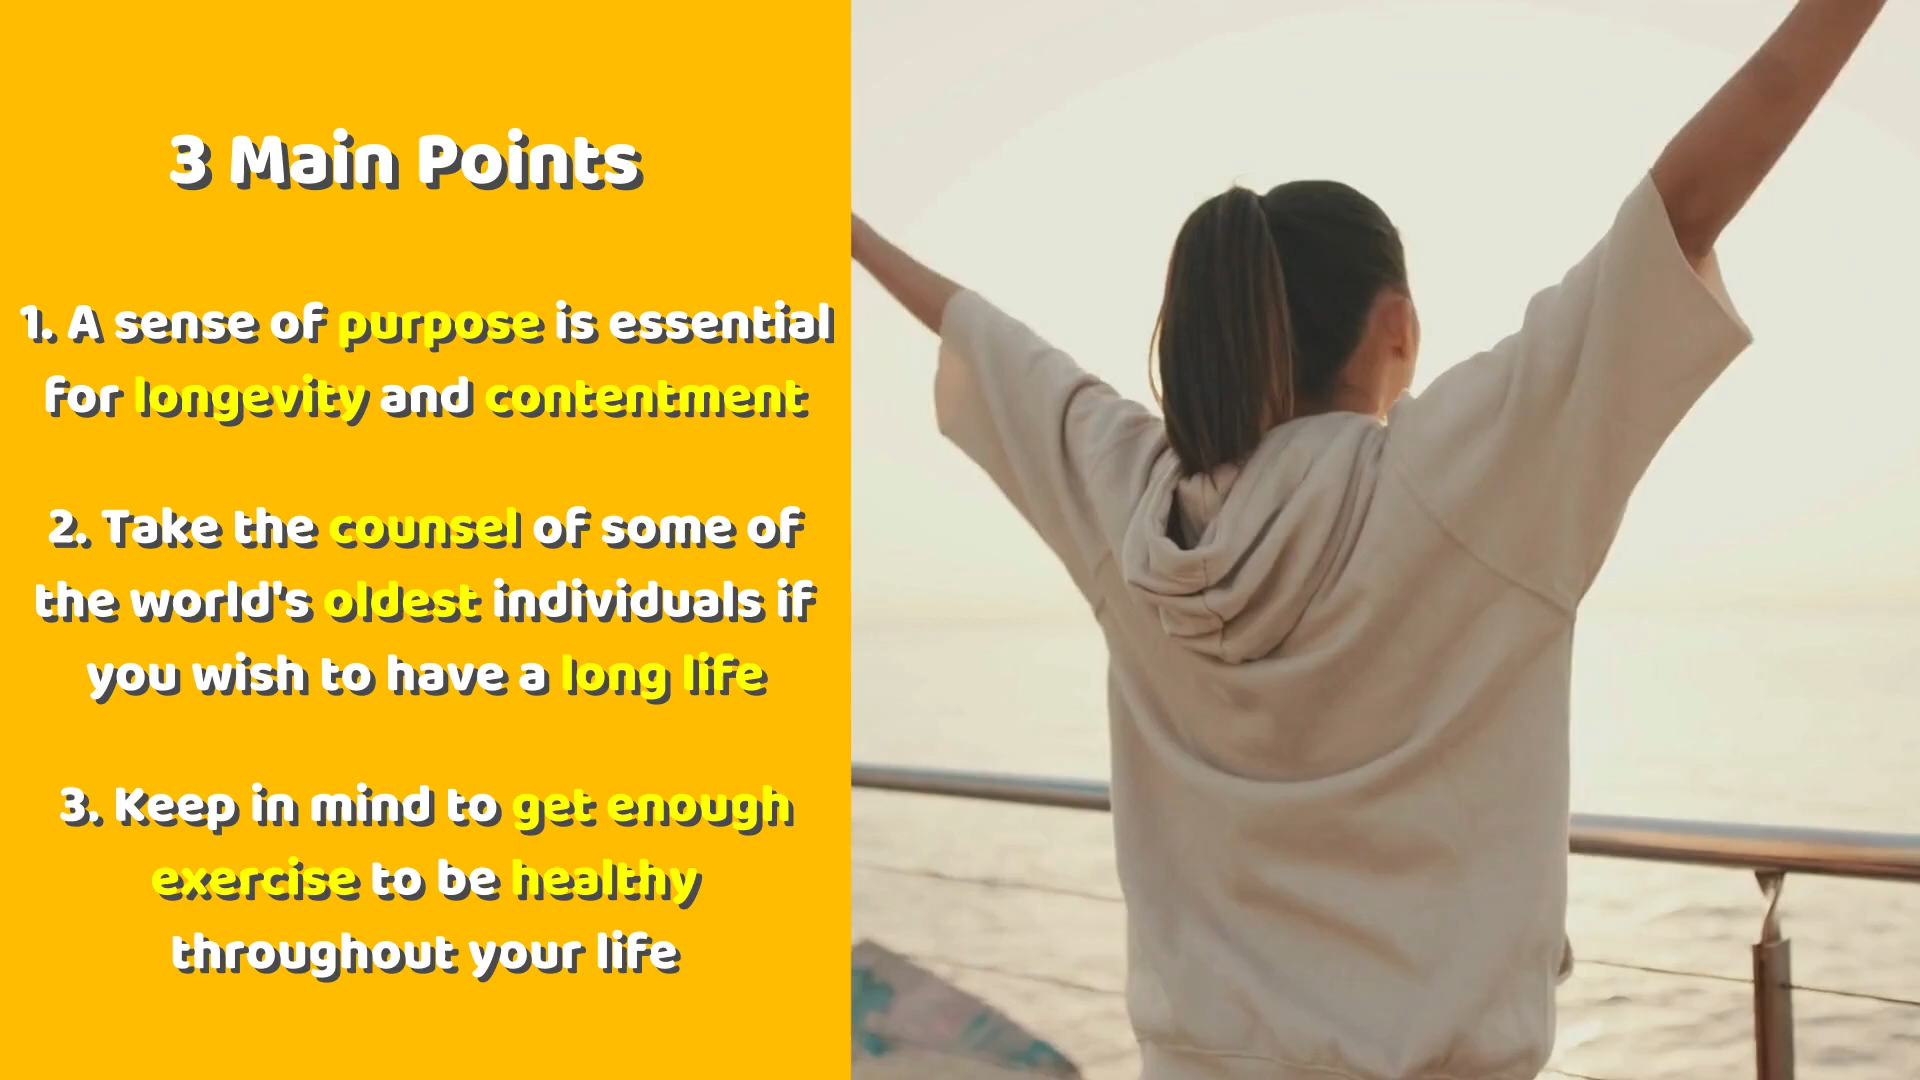 3 Main Points
1. A sense of purpose is essential
for longevity and contentment
2. Take the counsel of some of
the world's oldest individuals if
you wish to have a long life
3. Keep in mind to get enough
exercise to be healthy
throughout your life